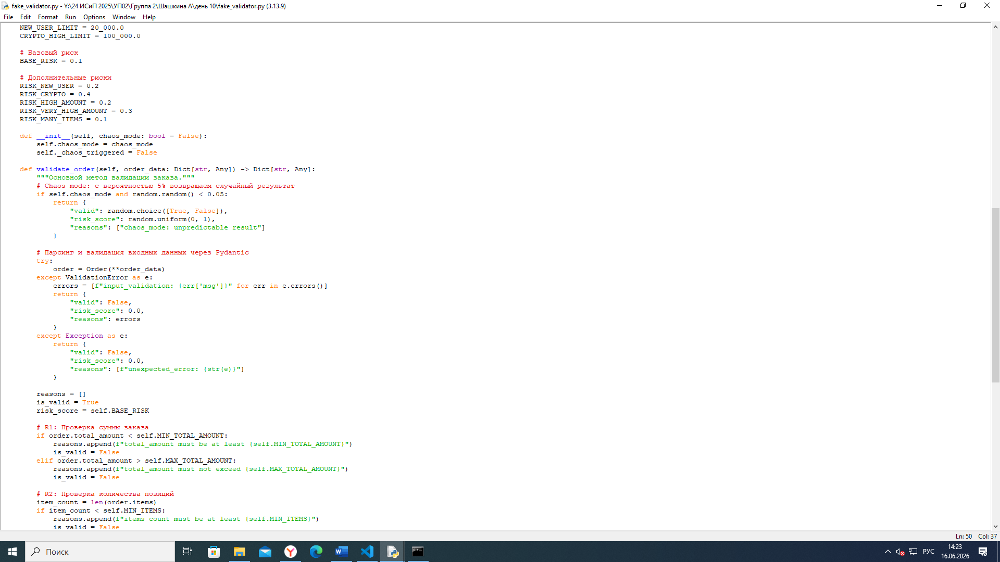 fake_validator.py - Y:\24 ИСиП 2025\УП02\Группа 2\Шашкина А\день 10\fake_validator.py (3.13.9)
File Edit Format Run Options Window Help
NEW_USER_LIMIT = 20_000.0
CRYPTO_HIGH_LIMIT = 100_000.0
# Базовый риск
BASE_RISK = 0.1
# Дополнительные риски
RISK_NEW_USER = 0.2
RISK_CRYPTO = 0.4
RISK_HIGH_AMOUNT = 0.2
RISK_VERY_HIGH_AMOUNT = 0.3
RISK_MANY_ITEMS = 0.1
def __init__(self, chaos_mode: bool = False):
self.chaos_mode = chaos_mode
self._chaos_triggered = False
def validate_order(self, order_data: Dict[str, Any]) -> Dict[str, Any]:
"""Основной метод валидации заказа."""
# Chaos mode: с вероятностью 5% возвращаем случайный результат
if self.chaos_mode and random.random() < 0.05:
return {
"valid": random.choice([True, False]),
"risk_score": random.uniform(0, 1),
"reasons": ["chaos_mode: unpredictable result"]
}
# Парсинг и валидация входных данных через Pydantic
try:
order = Order(**order_data)
except ValidationError as e:
errors = [f"input_validation: {err['msg']}" for err in e.errors()]
return {
"valid": False,
"risk_score": 0.0,
"reasons": errors
}
except Exception as e:
return {
"valid": False,
"risk_score": 0.0,
"reasons": [f"unexpected_error: {str(e)}"]
}
reasons = []
is_valid = True
risk_score = self.BASE_RISK
# R1: Проверка суммы заказа
if order.total_amount < self.MIN_TOTAL_AMOUNT:
reasons.append(f"total_amount must be at least {self.MIN_TOTAL_AMOUNT}")
is_valid = False
elif order.total_amount > self.MAX_TOTAL_AMOUNT:
reasons.append(f"total_amount must not exceed {self.MAX_TOTAL_AMOUNT}")
is_valid = False
# R2: Проверка количества позиций
item_count = len(order.items)
if item_count < self.MIN_ITEMS:
reasons.append(f"items count must be at least {self.MIN_ITEMS}")
is_valid = False
Ln: 50 Col: 37
Поиск
РУС
14:23
16.06.2026